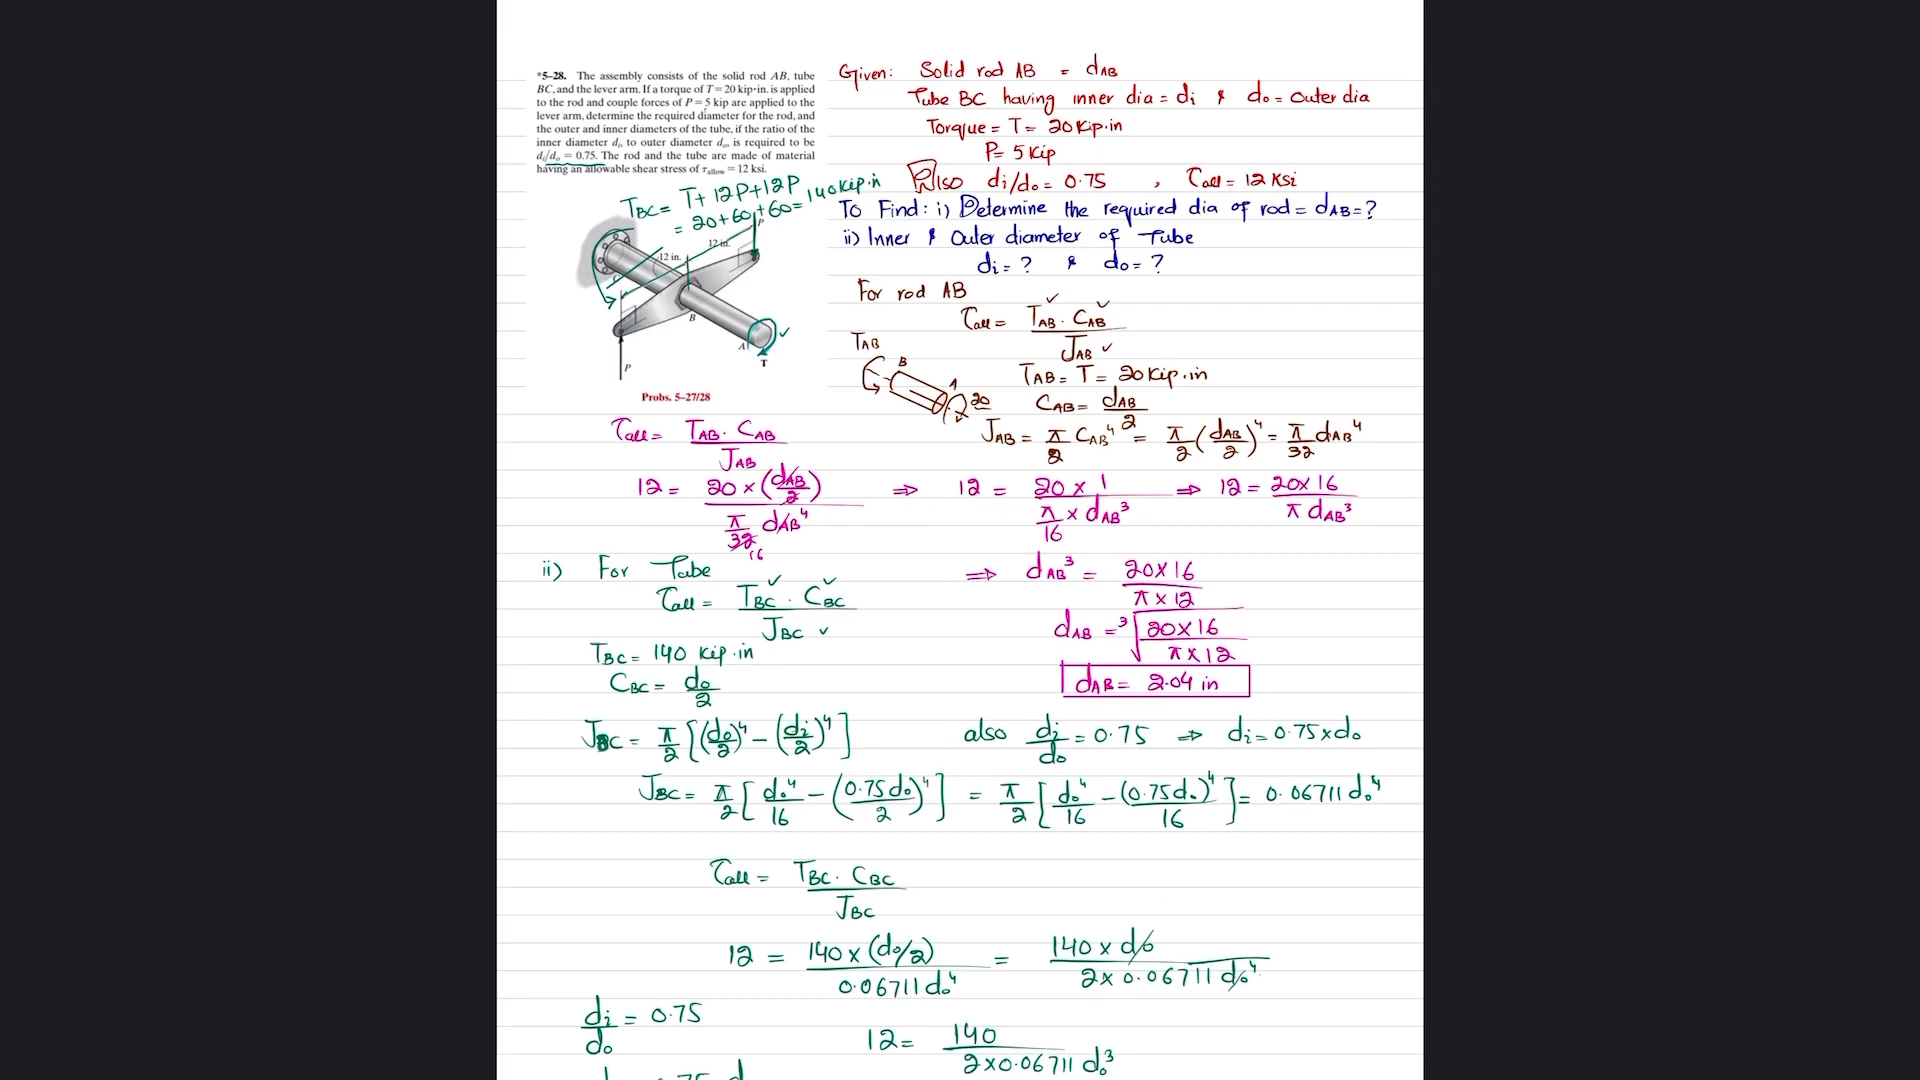 *5–28. The assembly consists of the solid rod AB, tube
BC, and the lever arm. If a torque of T = 20 kip·in. is applied
to the rod and couple forces of P = 5 kip are applied to the
lever arm, determine the required diameter for the rod, and
the outer and inner diameters of the tube, if the ratio of the
inner diameter di, to outer diameter do, is required to be
di/do = 0.75. The rod and the tube are made of material
having an allowable shear stress of τallow = 12 ksi.
TBC = T + 12P + 12P
= 20 + 60 + 60 = 140 kip.in
P
12 in.
12 in.
C
B
A
T
P
Probs. 5–27/28
Given: Solid rod AB = dAB
Tube BC having inner dia = di & do = outer dia
Torque = T = 20 kip.in
P = 5 kip
Also di/do = 0.75 , τall = 12 Ksi
To Find: i) Determine the required dia of rod = dAB = ?
ii) Inner & Outer diameter of Tube
di = ? & do = ?
For rod AB
τall = TAB · CAB / JAB
TAB
B
A
20
TAB = T = 20 kip.in
CAB = dAB / 2
JAB = π/2 CAB⁴ = π/2 (dAB/2)⁴ = π/32 dAB⁴
τall = TAB · CAB / JAB
12 = 20 × (dAB/2) / π/32 dAB⁴ ⇒ 12 = 20 × 1 / π/16 × dAB³ ⇒ 12 = 20×16 / π dAB³
16
⇒ dAB³ = 20×16 / π×12
dAB = ³√20×16 / π×12
dAB = 2.04 in
ii) For Tube
τall = TBC · CBC / JBC
TBC = 140 kip.in
CBC = do/2
JBC = π/2 [(do/2)⁴ − (di/2)⁴] also di/do = 0.75 ⇒ di = 0.75 × do
JBC = π/2 [do⁴/16 − (0.75do/2)⁴] = π/2 [do⁴/16 − (0.75do)⁴/16] = 0.06711 do⁴
τall = TBC · CBC / JBC
12 = 140 × (do/2) / 0.06711 do⁴ = 140 × do / 2 × 0.06711 do⁴
di/do = 0.75
12 = 140 / 2×0.06711 do³